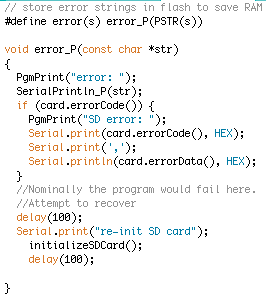 // store error strings in flash to save RAM
#define error(s) error_P(PSTR(s))
void error_P(const char *str)
{
PgmPrint("error: ");
SerialPrintln_P(str);
if (card.errorCode()) {
PgmPrint("SD error: ");
Serial.print(card.errorCode(), HEX);
Serial.print(',');
Serial.println(card.errorData(), HEX);
}
//Nominally the program would fail here.
//Attempt to recover
delay(100);
Serial.print("re-init SD card");
initializeSDCard();
delay(100);
}